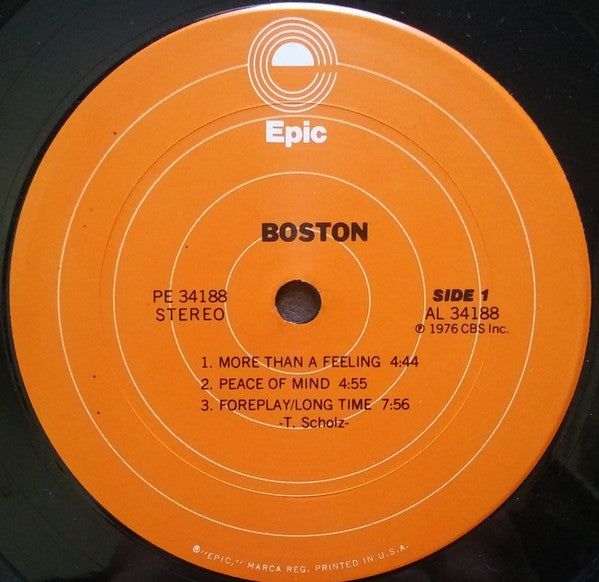 Epic
BOSTON
PE 34188
STEREO
SIDE 1
AL 34188
℗ 1976 CBS Inc.
1. MORE THAN A FEELING 4:44
2. PEACE OF MIND 4:55
3. FOREPLAY/LONG TIME 7:56
-T. Scholz-
®"EPIC," MARCA REG. PRINTED IN U.S.A.